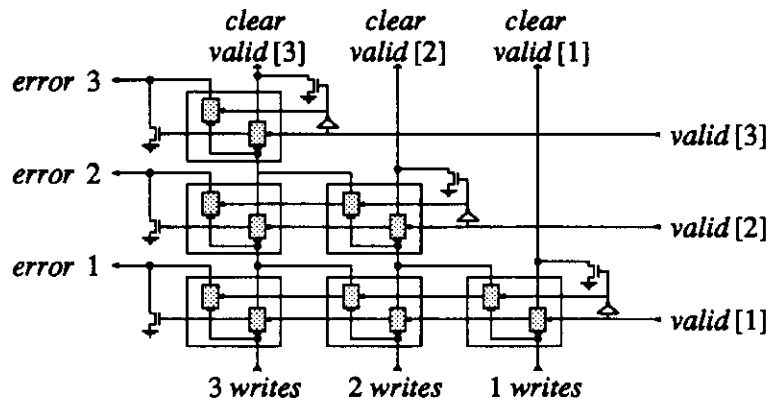 clear clear clear
valid [3] valid [2] valid [1]
error 3
valid [3]
error 2
valid [2]
error 1
valid [1]
3 writes 2 writes 1 writes